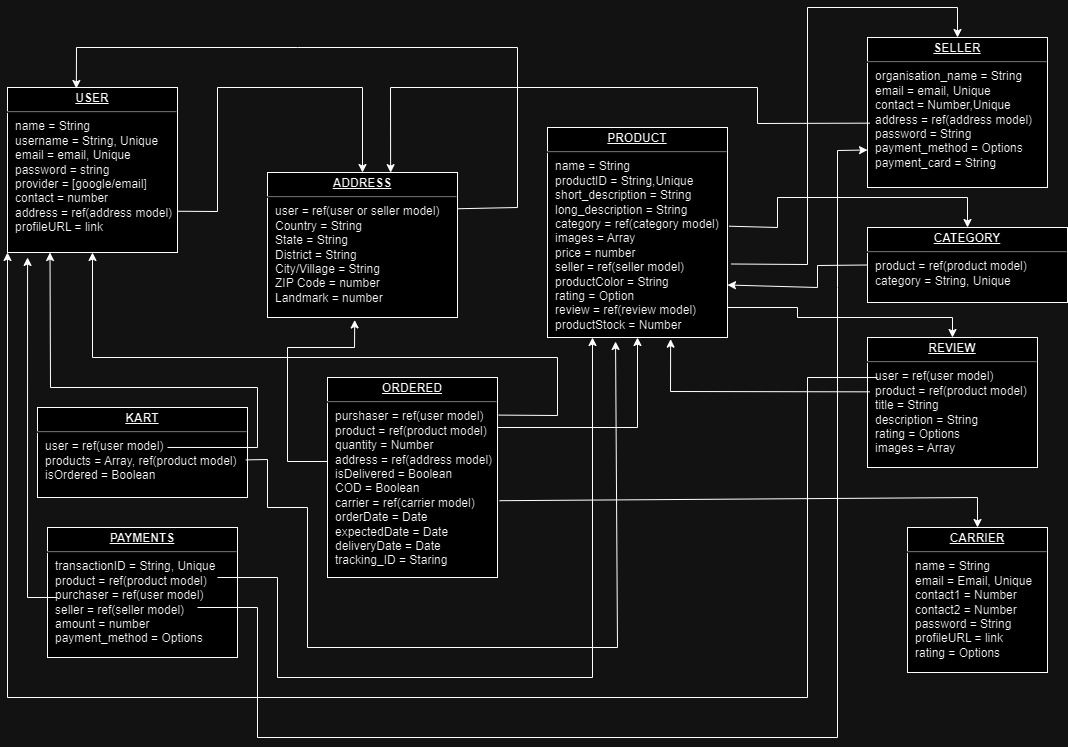 SELLER
organisation_name = String
email = email, Unique
contact = Number,Unique
address = ref(address model)
password = String
payment_method = Options
payment_card = String
USER
name = String
username = String, Unique
email = email, Unique
password = string
provider = [google/email]
contact = number
address = ref(address model)
profileURL = link
PRODUCT
name = String
productID = String,Unique
short_description = String
long_description = String
category = ref(category model)
images = Array
price = number
seller = ref(seller model)
productColor = String
rating = Option
review = ref(review model)
productStock = Number
ADDRESS
user = ref(user or seller model)
Country = String
State = String
District = String
City/Village = String
ZIP Code = number
Landmark = number
CATEGORY
product = ref(product model)
category = String, Unique
REVIEW
user = ref(user model)
product = ref(product model)
title = String
description = String
rating = Options
images = Array
ORDERED
purshaser = ref(user model)
product = ref(product model)
quantity = Number
address = ref(address model)
isDelivered = Boolean
COD = Boolean
carrier = ref(carrier model)
orderDate = Date
expectedDate = Date
deliveryDate = Date
tracking_ID = Staring
KART
user = ref(user model)
products = Array, ref(product model)
isOrdered = Boolean
PAYMENTS
transactionID = String, Unique
product = ref(product model)
purchaser = ref(user model)
seller = ref(seller model)
amount = number
payment_method = Options
CARRIER
name = String
email = Email, Unique
contact1 = Number
contact2 = Number
password = String
profileURL = link
rating = Options